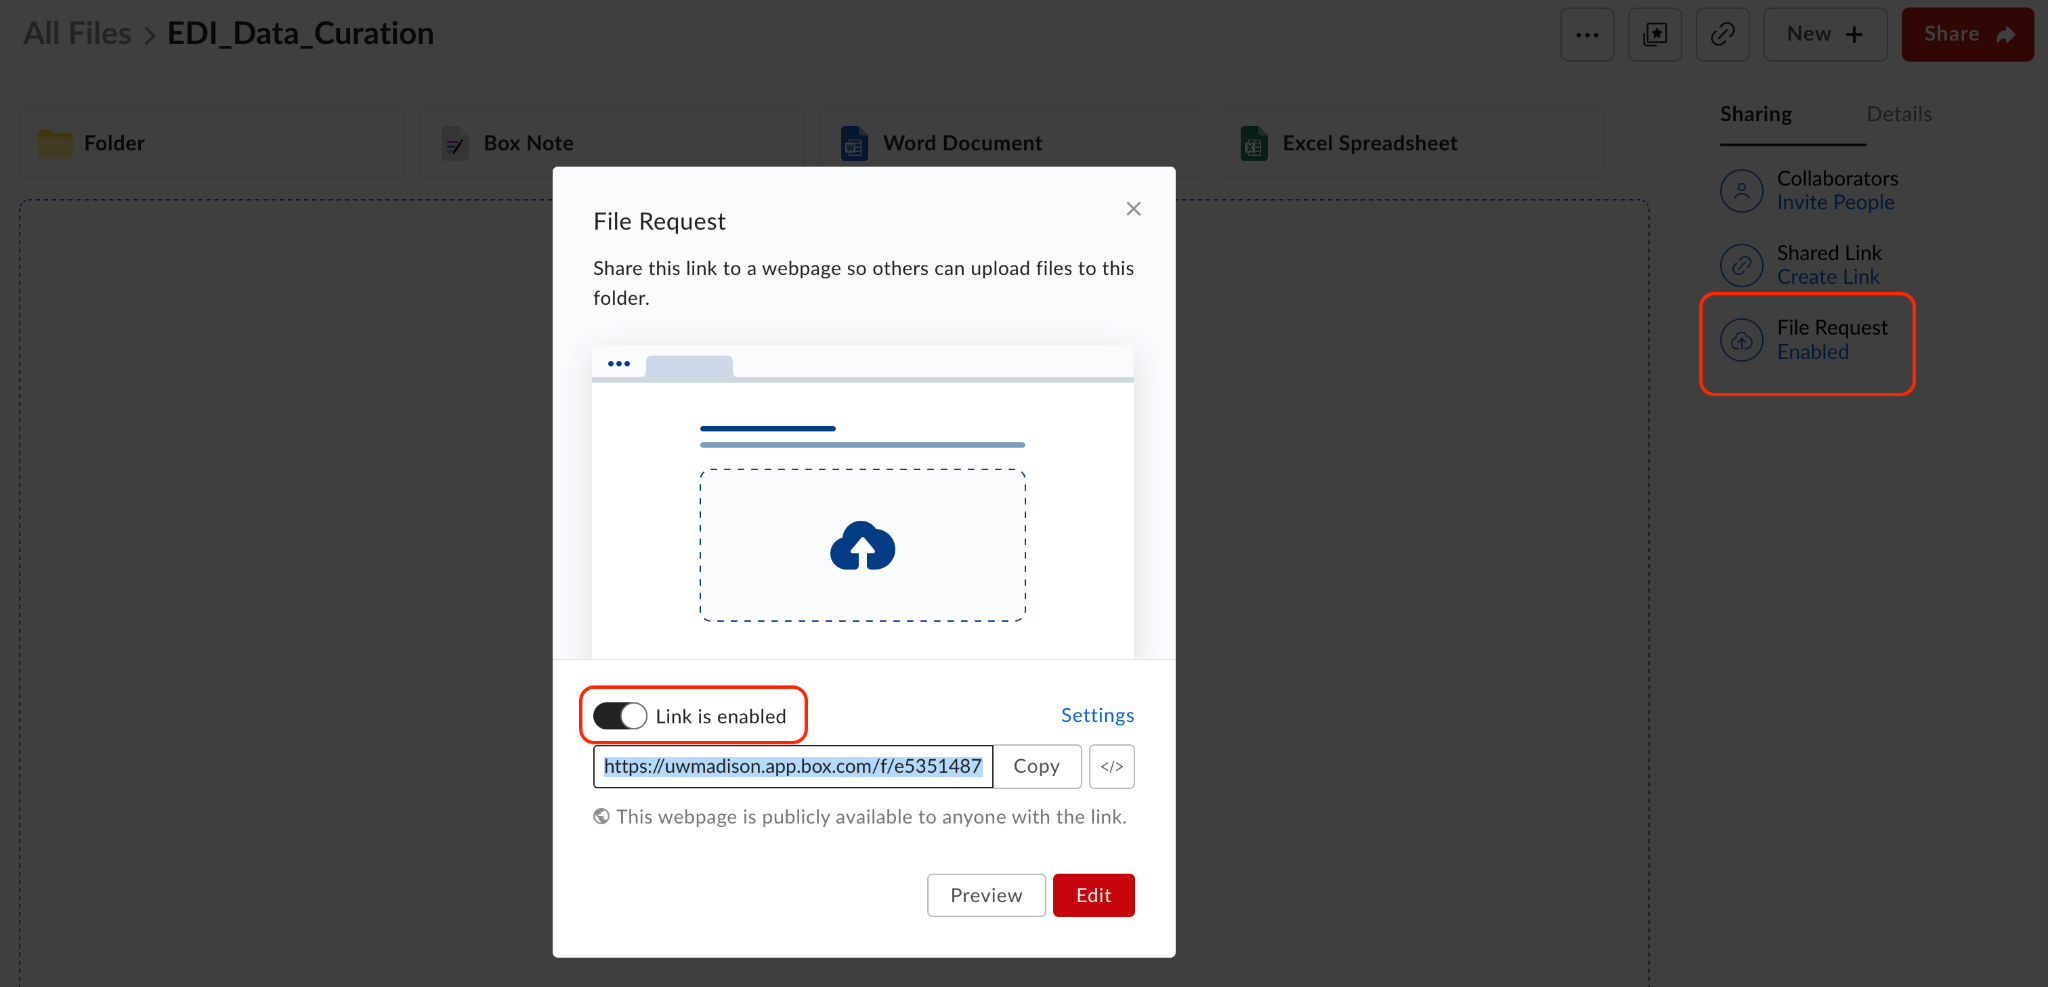 All Files > EDI_Data_Curation
New +
Share
Folder
Box Note
Word Document
Excel Spreadsheet
Sharing
Details
Collaborators
Invite People
Shared Link
Create Link
File Request
Enabled
File Request
Share this link to a webpage so others can upload files to this
folder.
Link is enabled
Settings
https://uwmadison.app.box.com/f/e5351487
Copy
</>
This webpage is publicly available to anyone with the link.
Preview
Edit